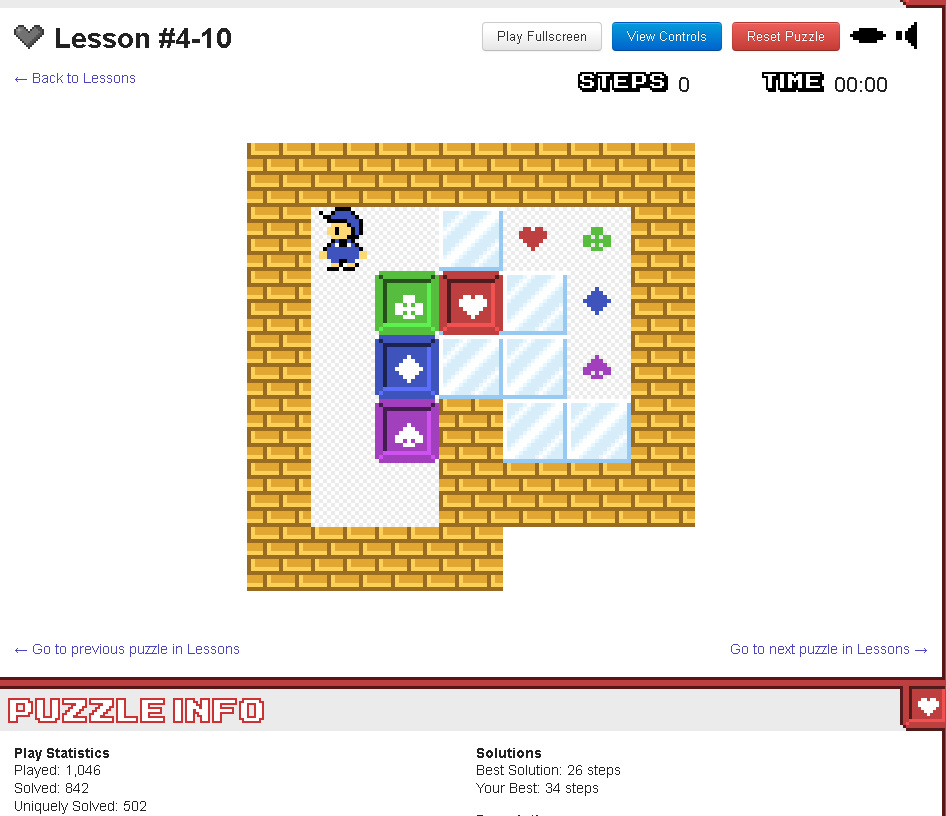 Lesson #4-10
Play Fullscreen
View Controls
Reset Puzzle
← Back to Lessons
STEPS 0
TIME 00:00
← Go to previous puzzle in Lessons
Go to next puzzle in Lessons →
PUZZLE INFO
Play Statistics
Played: 1,046
Solved: 842
Uniquely Solved: 502
Solutions
Best Solution: 26 steps
Your Best: 34 steps